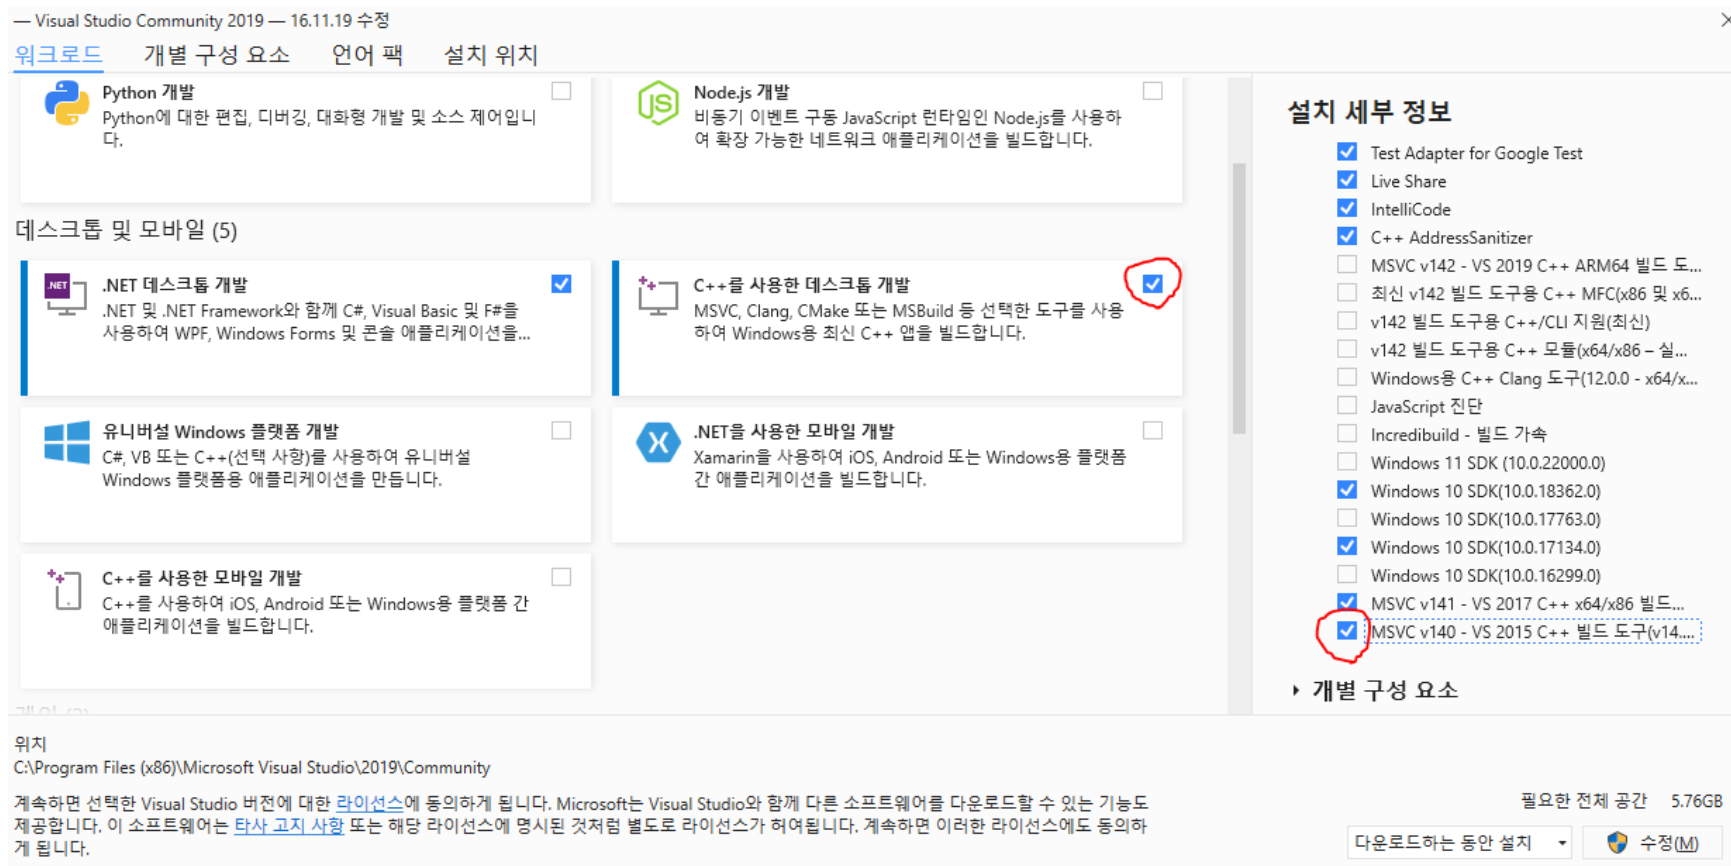 — Visual Studio Community 2019 — 16.11.19 수정
워크로드 개별 구성 요소 언어 팩 설치 위치
Python 개발
Python에 대한 편집, 디버깅, 대화형 개발 및 소스 제어입니
다.
Node.js 개발
비동기 이벤트 구동 JavaScript 런타임인 Node.js를 사용하
여 확장 가능한 네트워크 애플리케이션을 빌드합니다.
데스크톱 및 모바일 (5)
.NET
.NET 데스크톱 개발
.NET 및 .NET Framework와 함께 C#, Visual Basic 및 F#을
사용하여 WPF, Windows Forms 및 콘솔 애플리케이션을...
C++를 사용한 데스크톱 개발
MSVC, Clang, CMake 또는 MSBuild 등 선택한 도구를 사용
하여 Windows용 최신 C++ 앱을 빌드합니다.
유니버설 Windows 플랫폼 개발
C#, VB 또는 C++(선택 사항)를 사용하여 유니버설
Windows 플랫폼용 애플리케이션을 만듭니다.
.NET을 사용한 모바일 개발
Xamarin을 사용하여 iOS, Android 또는 Windows용 플랫폼
간 애플리케이션을 빌드합니다.
C++를 사용한 모바일 개발
C++를 사용하여 iOS, Android 또는 Windows용 플랫폼 간
애플리케이션을 빌드합니다.
설치 세부 정보
Test Adapter for Google Test
Live Share
IntelliCode
C++ AddressSanitizer
MSVC v142 - VS 2019 C++ ARM64 빌드 도...
최신 v142 빌드 도구용 C++ MFC(x86 및 x6...
v142 빌드 도구용 C++/CLI 지원(최신)
v142 빌드 도구용 C++ 모듈(x64/x86 – 실...
Windows용 C++ Clang 도구(12.0.0 - x64/x...
JavaScript 진단
Incredibuild - 빌드 가속
Windows 11 SDK (10.0.22000.0)
Windows 10 SDK(10.0.18362.0)
Windows 10 SDK(10.0.17763.0)
Windows 10 SDK(10.0.17134.0)
Windows 10 SDK(10.0.16299.0)
MSVC v141 - VS 2017 C++ x64/x86 빌드...
MSVC v140 - VS 2015 C++ 빌드 도구(v14....
개별 구성 요소
위치
C:\Program Files (x86)\Microsoft Visual Studio\2019\Community
계속하면 선택한 Visual Studio 버전에 대한 라이선스에 동의하게 됩니다. Microsoft는 Visual Studio와 함께 다른 소프트웨어를 다운로드할 수 있는 기능도
제공합니다. 이 소프트웨어는 타사 고지 사항 또는 해당 라이선스에 명시된 것처럼 별도로 라이선스가 허여됩니다. 계속하면 이러한 라이선스에도 동의하
게 됩니다.
필요한 전체 공간 5.76GB
다운로드하는 동안 설치
수정(M)